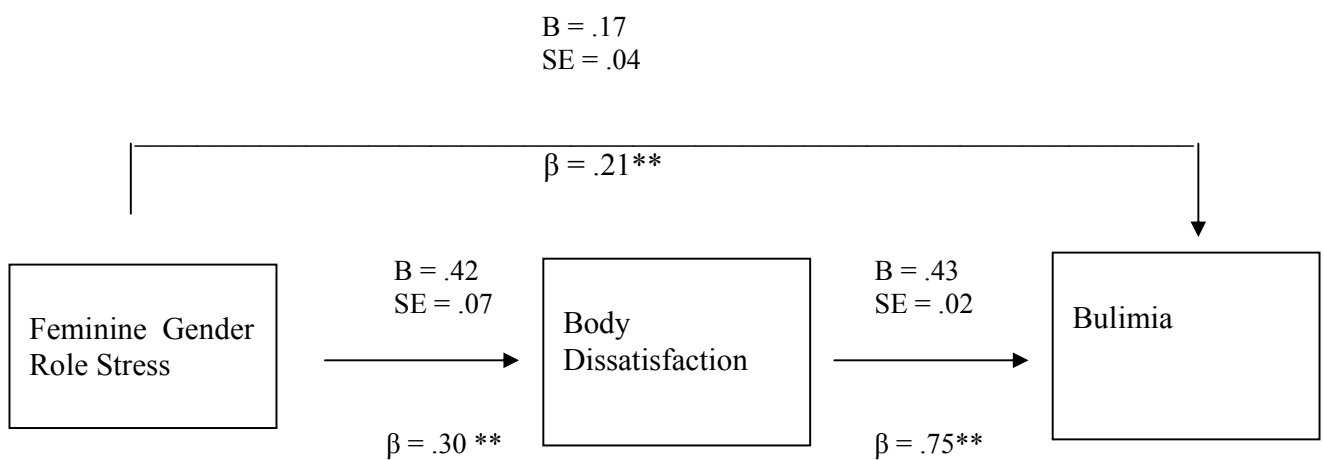 B = .17
SE = .04
β = .21**
B = .42
SE = .07
B = .43
SE = .02
Feminine Gender
Role Stress
Body
Dissatisfaction
Bulimia
β = .30 **
β = .75**